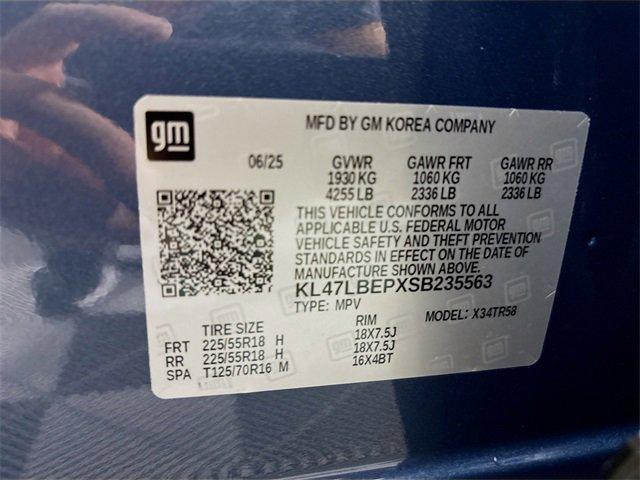 gm
MFD BY GM KOREA COMPANY
06/25 GVWR GAWR FRT GAWR RR
1930 KG 1060 KG 1060 KG
4255 LB 2336 LB 2336 LB
THIS VEHICLE CONFORMS TO ALL
APPLICABLE U.S. FEDERAL MOTOR
VEHICLE SAFETY AND THEFT PREVENTION
STANDARDS IN EFFECT ON THE DATE OF
MANUFACTURE SHOWN ABOVE.
KL47LBEPXSB235563
TYPE: MPV MODEL: X34TR58
TIRE SIZE RIM
FRT 225/55R18 H 18X7.5J
RR 225/55R18 H 18X7.5J
SPA T125/70R16 M 16X4BT